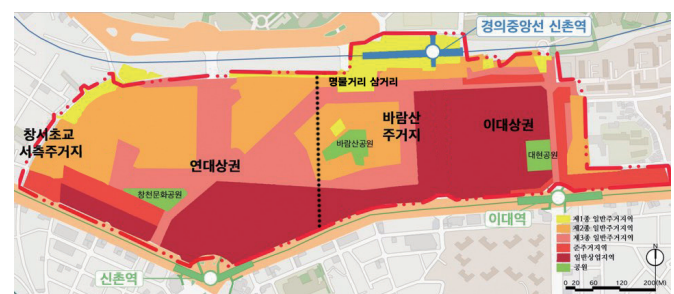 경의중앙선 신촌역
명물거리 삼거리
창서초교
서측주거지
바람산
주거지
이대상권
바람산공원
대현공원
연대상권
창천문화공원
이대역
신촌역
제1종 일반주거지역
제2종 일반주거지역
제3종 일반주거지역
준주거지역
일반상업지역
공원
N
0 20 60 120 200(M)